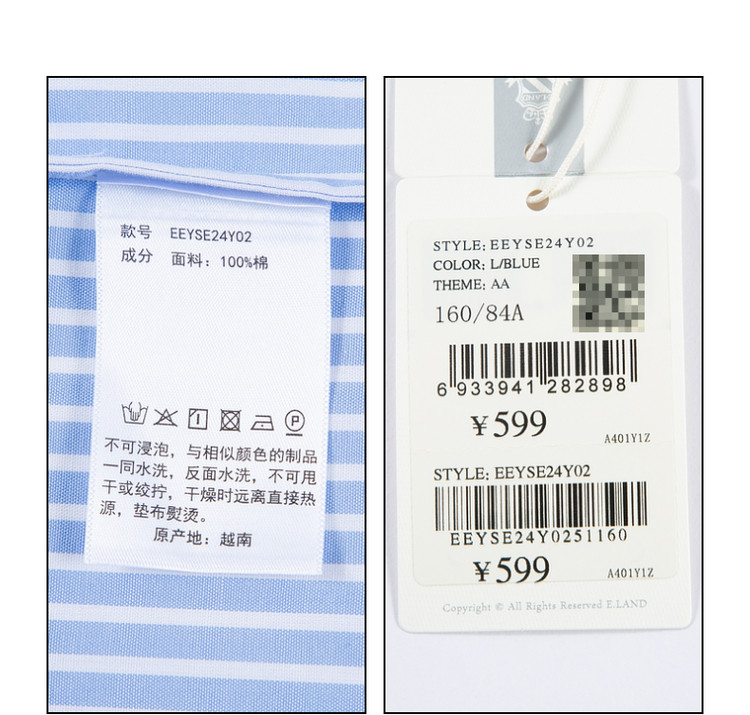 款号 EEYSE24Y02
成分 面料：100%棉
不可浸泡，与相似颜色的制品
一同水洗，反面水洗，不可甩
干或绞拧，干燥时远离直接热
源，垫布熨烫。
原产地：越南
STYLE: EEYSE24Y02
COLOR: L/BLUE
THEME: AA
160/84A
6 933941 282898
¥599
A401Y1Z
STYLE: EEYSE24Y02
EEYSE24Y0251160
¥599
A401Y1Z
Copyright © All Rights Reserved E.LAND